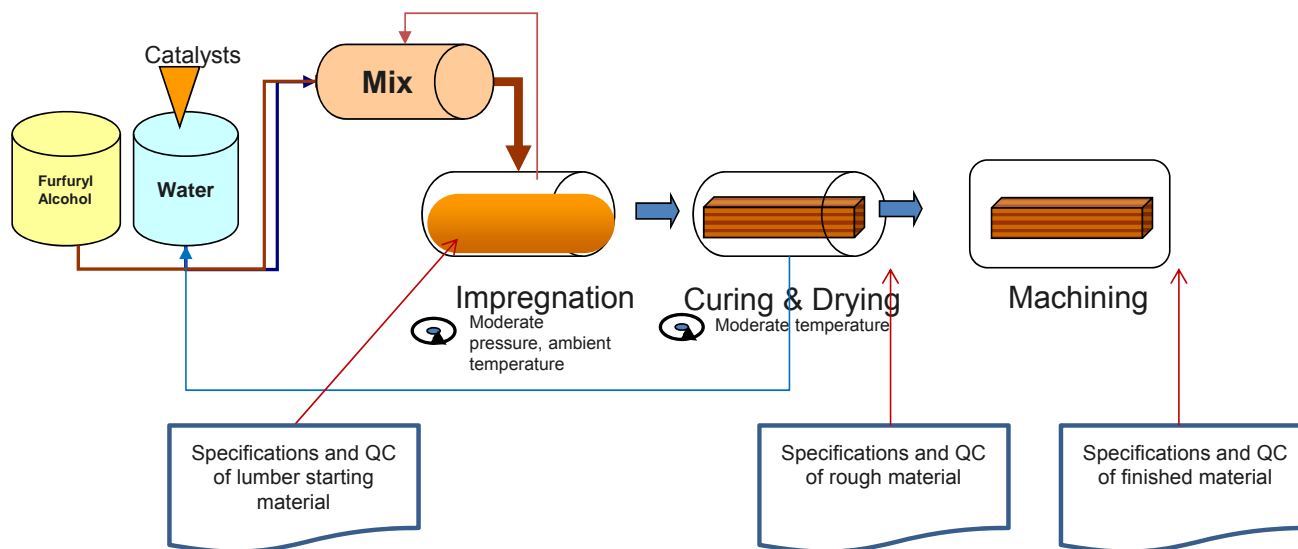 Catalysts
Mix
Furfuryl
Alcohol
Water
Impregnation
Moderate
pressure, ambient
temperature
Curing & Drying
Moderate temperature
Machining
Specifications and QC
of lumber starting
material
Specifications and QC
of rough material
Specifications and QC
of finished material